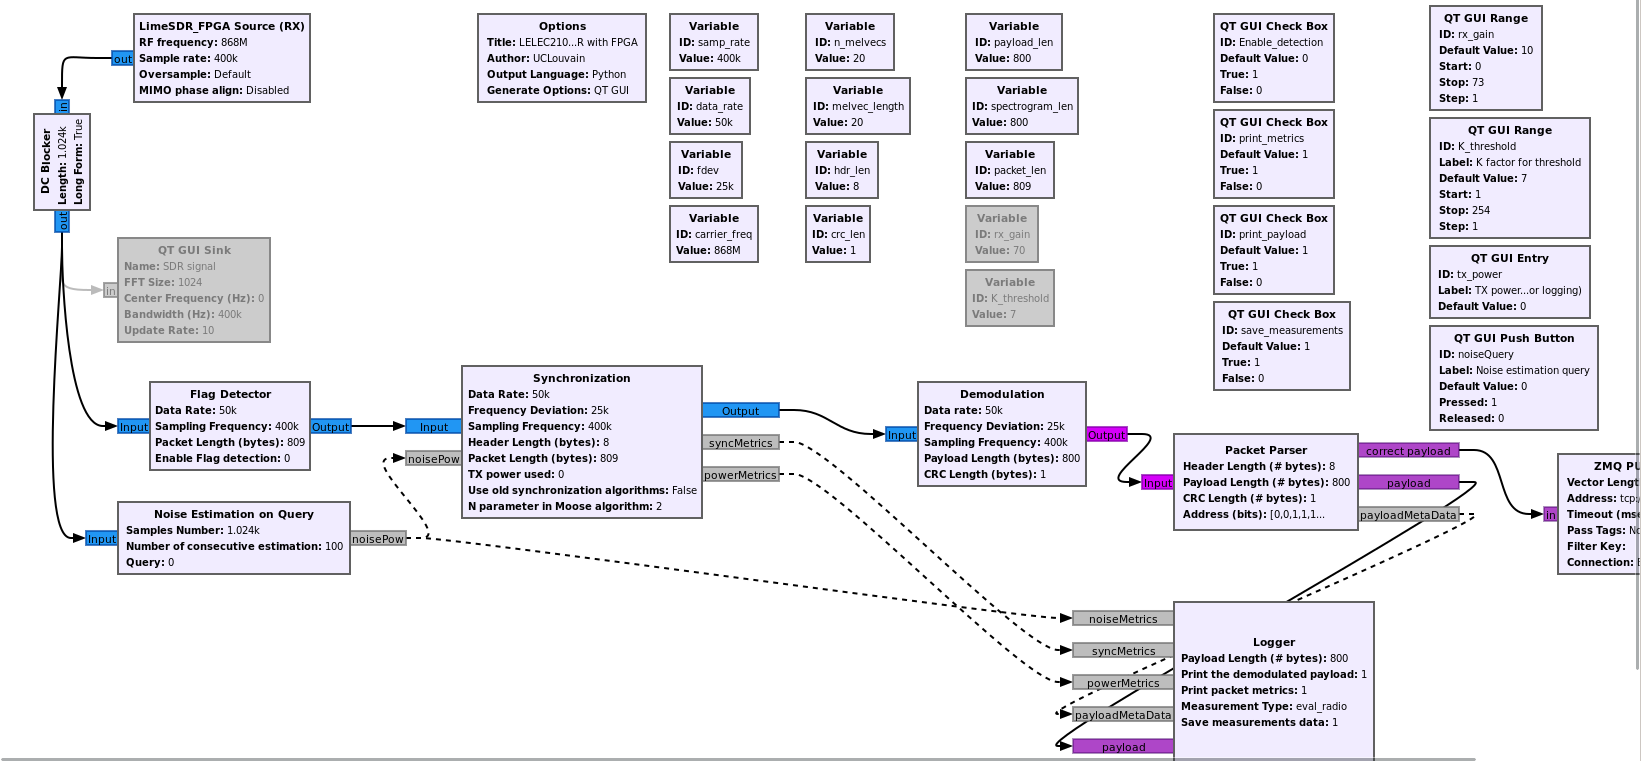 LimeSDR_FPGA Source (RX)
RF frequency: 868M
Sample rate: 400k
Oversample: Default
MIMO phase align: Disabled
out
in
DC Blocker
Length: 1.024k
Long Form: True
out
Options
Title: LELEC210...R with FPGA
Author: UCLouvain
Output Language: Python
Generate Options: QT GUI
Variable
ID: samp_rate
Value: 400k
Variable
ID: data_rate
Value: 50k
Variable
ID: fdev
Value: 25k
Variable
ID: carrier_freq
Value: 868M
Variable
ID: n_melvecs
Value: 20
Variable
ID: melvec_length
Value: 20
Variable
ID: hdr_len
Value: 8
Variable
ID: crc_len
Value: 1
Variable
ID: payload_len
Value: 800
Variable
ID: spectrogram_len
Value: 800
Variable
ID: packet_len
Value: 809
Variable
ID: rx_gain
Value: 70
Variable
ID: K_threshold
Value: 7
QT GUI Check Box
ID: Enable_detection
Default Value: 0
True: 1
False: 0
QT GUI Check Box
ID: print_metrics
Default Value: 1
True: 1
False: 0
QT GUI Check Box
ID: print_payload
Default Value: 1
True: 1
False: 0
QT GUI Check Box
ID: save_measurements
Default Value: 1
True: 1
False: 0
QT GUI Range
ID: rx_gain
Default Value: 10
Start: 0
Stop: 73
Step: 1
QT GUI Range
ID: K_threshold
Label: K factor for threshold
Default Value: 7
Start: 1
Stop: 254
Step: 1
QT GUI Entry
ID: tx_power
Label: TX power...or logging)
Default Value: 0
QT GUI Push Button
ID: noiseQuery
Label: Noise estimation query
Default Value: 0
Pressed: 1
Released: 0
in
QT GUI Sink
Name: SDR signal
FFT Size: 1024
Center Frequency (Hz): 0
Bandwidth (Hz): 400k
Update Rate: 10
Input
Flag Detector
Data Rate: 50k
Sampling Frequency: 400k
Packet Length (bytes): 809
Enable Flag detection: 0
Output
Input
Noise Estimation on Query
Samples Number: 1.024k
Number of consecutive estimation: 100
Query: 0
noisePow
Input
noisePow
Synchronization
Data Rate: 50k
Frequency Deviation: 25k
Sampling Frequency: 400k
Header Length (bytes): 8
Packet Length (bytes): 809
TX power used: 0
Use old synchronization algorithms: False
N parameter in Moose algorithm: 2
Output
syncMetrics
powerMetrics
Input
Demodulation
Data rate: 50k
Frequency Deviation: 25k
Sampling Frequency: 400k
Payload Length (bytes): 800
CRC Length (bytes): 1
Output
Input
Packet Parser
Header Length (# bytes): 8
Payload Length (# bytes): 800
CRC Length (# bytes): 1
Address (bits): [0,0,1,1,1...
correct payload
payload
payloadMetaData
in
ZMQ
Vector
Address:
Timeout
Pass Tags:
Filter Key:
Connection:
noiseMetrics
syncMetrics
powerMetrics
payloadMetaData
payload
Logger
Payload Length (# bytes): 800
Print the demodulated payload: 1
Print packet metrics: 1
Measurement Type: eval_radio
Save measurements data: 1